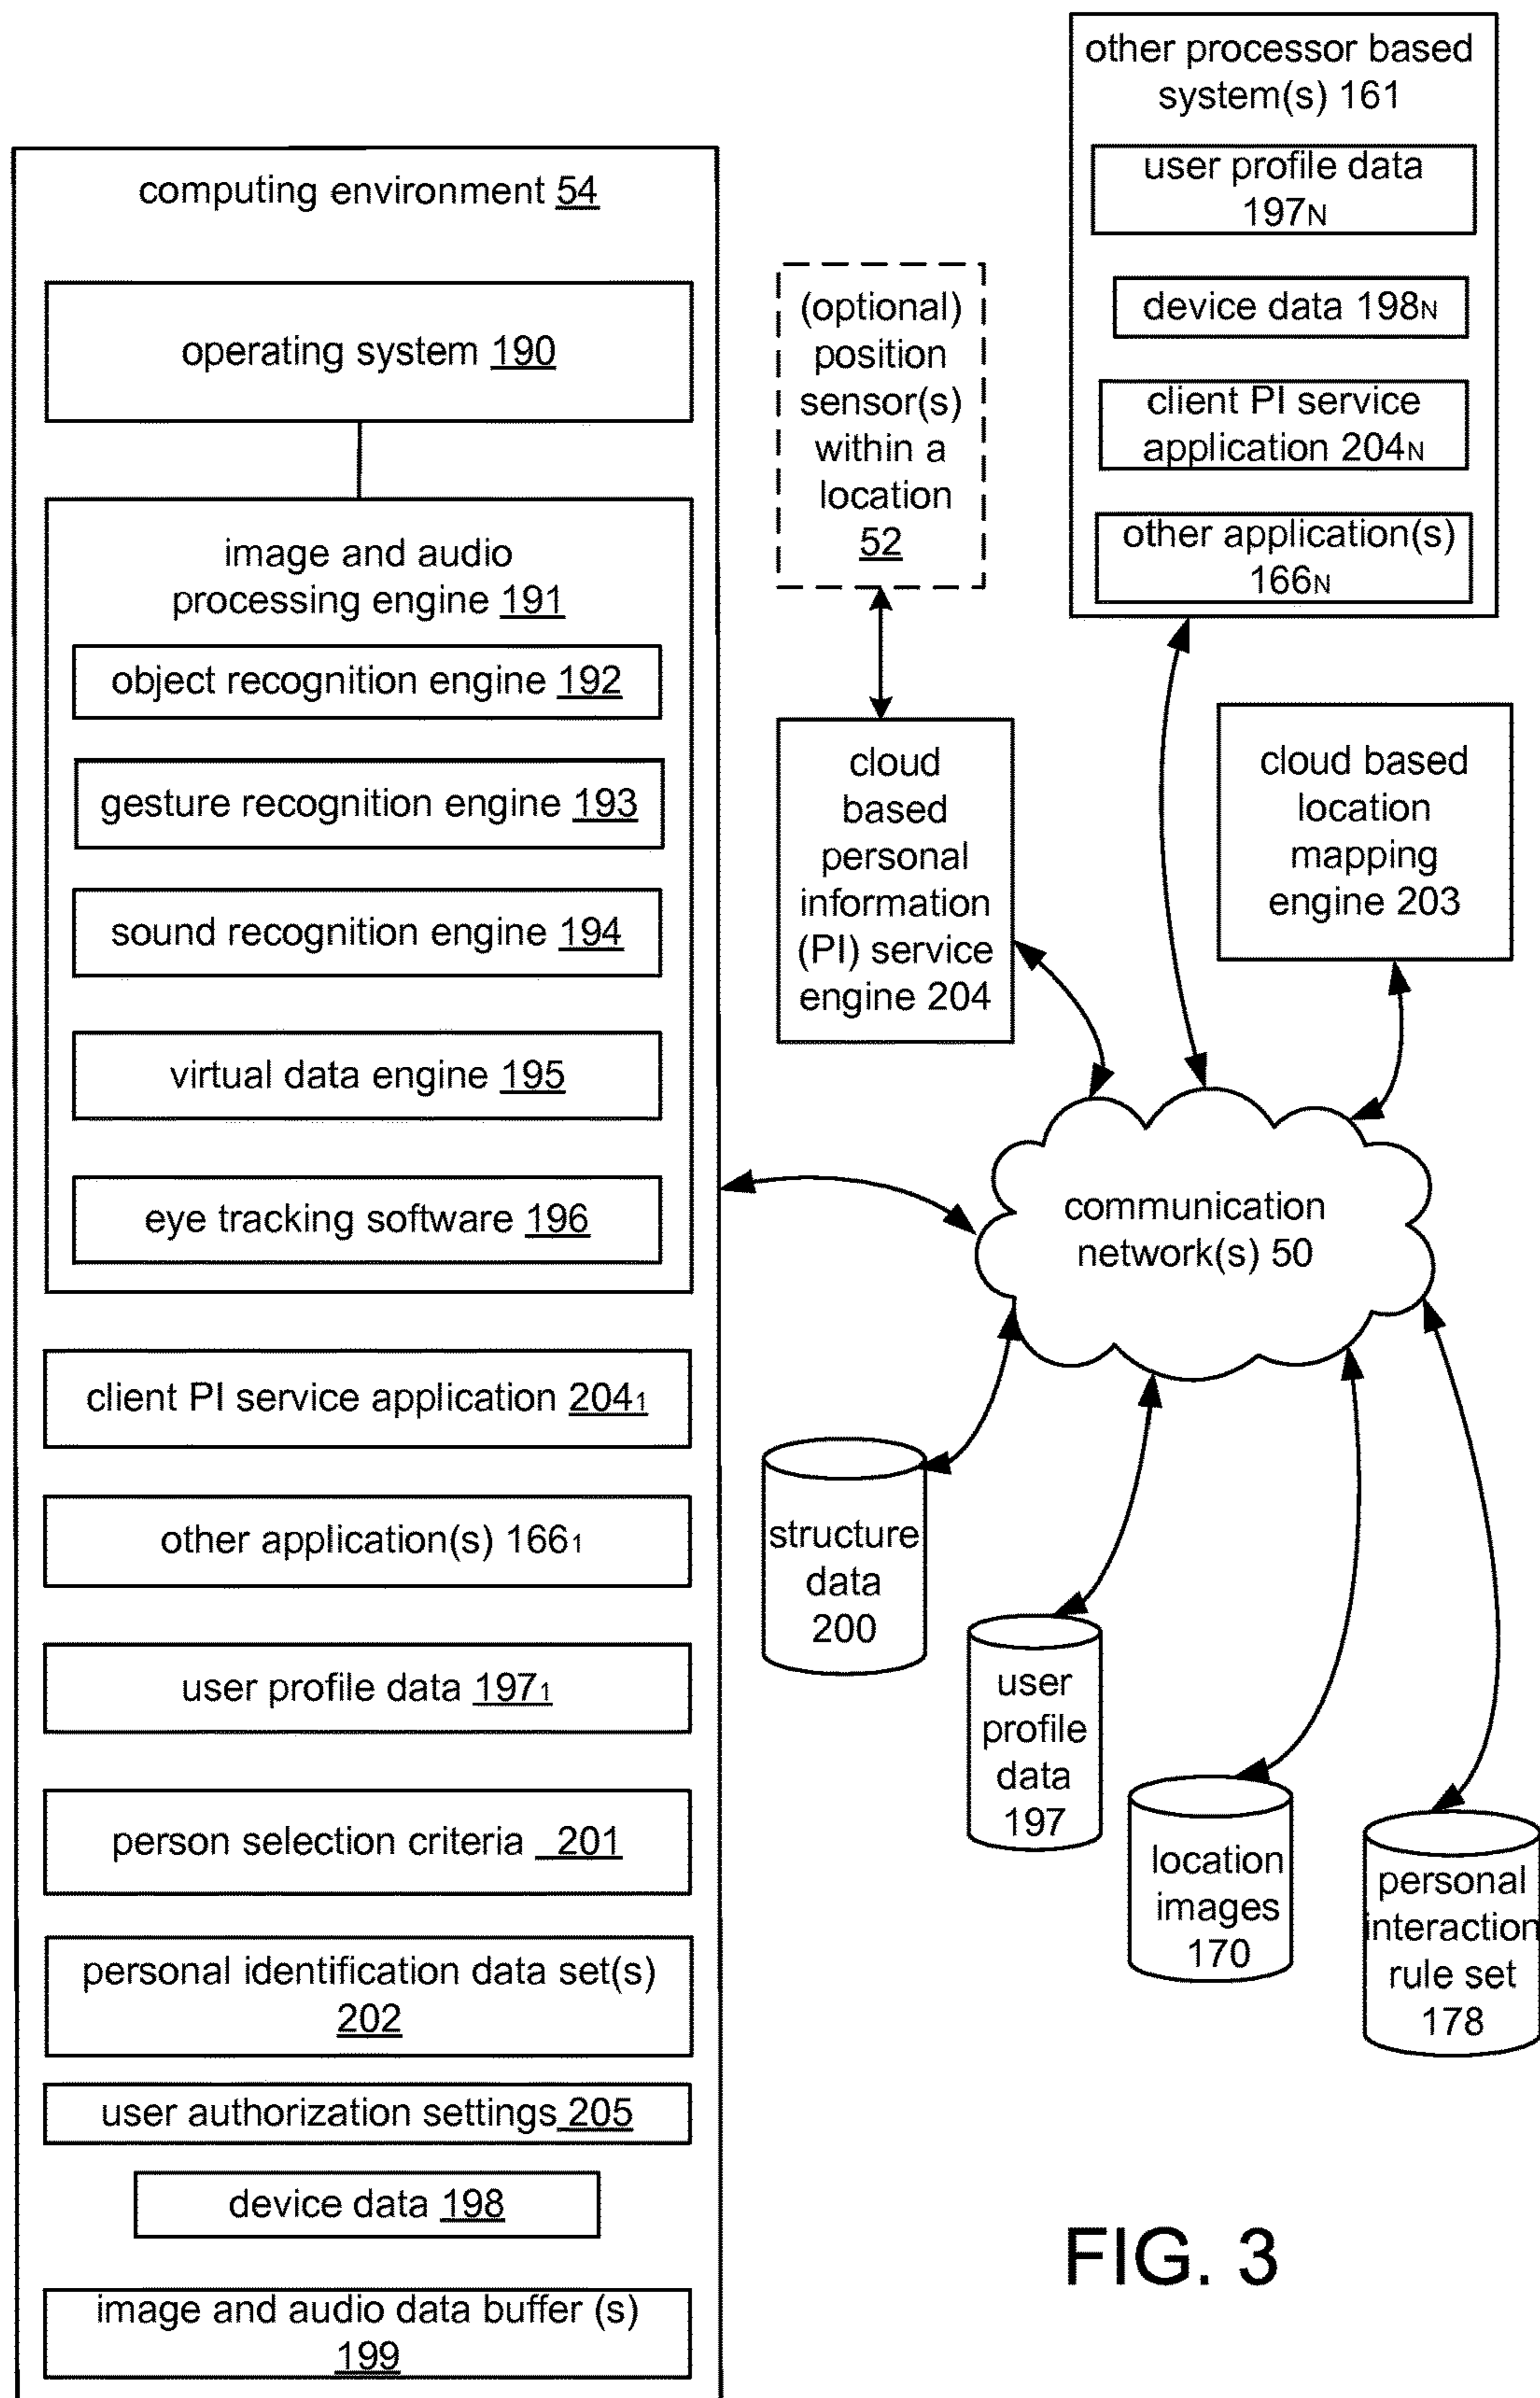 computing environment 54
operating system 190
image and audio
processing engine 191
object recognition engine 192
gesture recognition engine 193
sound recognition engine 194
virtual data engine 195
eye tracking software 196
client PI service application 204₁
other application(s) 166₁
user profile data 197₁
person selection criteria 201
personal identification data set(s)
202
user authorization settings 205
device data 198
image and audio data buffer (s)
199
(optional)
position
sensor(s)
within a
location
52
cloud
based
personal
information
(PI) service
engine 204
other processor based
system(s) 161
user profile data
197N
device data 198N
client PI service
application 204N
other application(s)
166N
cloud based
location
mapping
engine 203
communication
network(s) 50
structure
data
200
user
profile
data
197
location
images
170
personal
interaction
rule set
178
FIG. 3